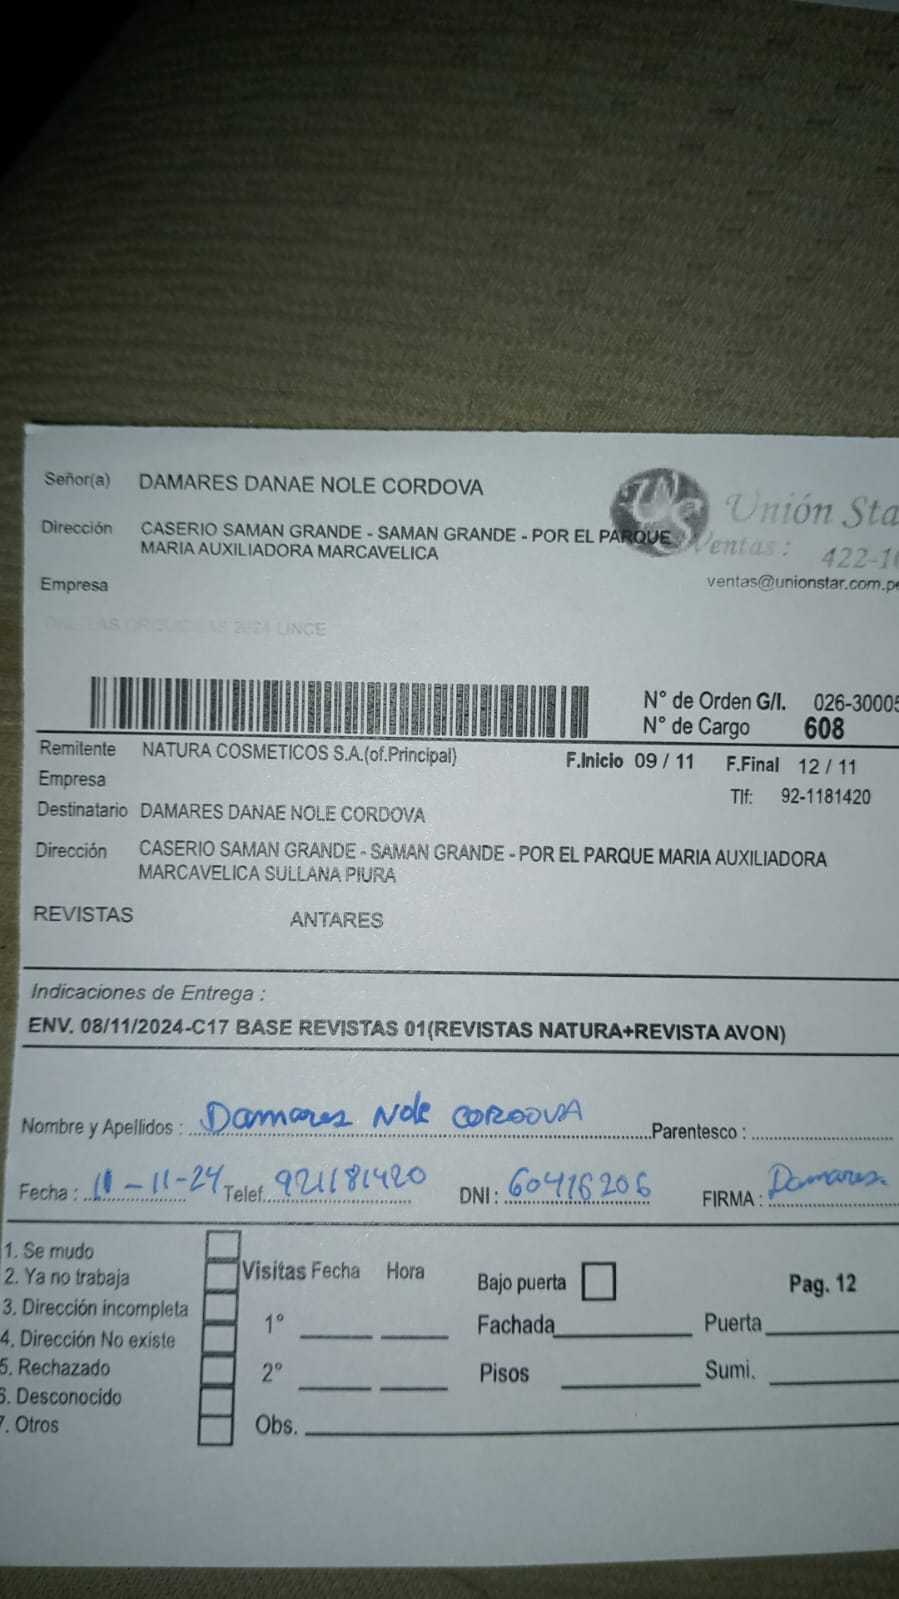 Señor(a) DAMARES DANAE NOLE CORDOVA
Unión Sta
Dirección CASERIO SAMAN GRANDE - SAMAN GRANDE - POR EL PARQUE
MARIA AUXILIADORA MARCAVELICA
Ventas: 422-10
Empresa
ventas@unionstar.com.pe
2024 LINCE
N° de Orden G/I. 026-30005
N° de Cargo 608
Remitente NATURA COSMETICOS S.A.(of.Principal)
F.Inicio 09 / 11 F.Final 12 / 11
Empresa
Tlf: 92-1181420
Destinatario DAMARES DANAE NOLE CORDOVA
Dirección CASERIO SAMAN GRANDE - SAMAN GRANDE - POR EL PARQUE MARIA AUXILIADORA
MARCAVELICA SULLANA PIURA
REVISTAS ANTARES
Indicaciones de Entrega :
ENV. 08/11/2024-C17 BASE REVISTAS 01(REVISTAS NATURA+REVISTA AVON)
Nombre y Apellidos : Damares Nole CORDOVA Parentesco :
Fecha : 11-11-24 Telef. 921181420 DNI : 60416206 FIRMA : Damares
1. Se mudo
2. Ya no trabaja
3. Dirección incompleta
4. Dirección No existe
5. Rechazado
6. Desconocido
7. Otros
Visitas Fecha Hora
1°
2°
Obs.
Bajo puerta Pag. 12
Fachada Puerta
Pisos Sumi.